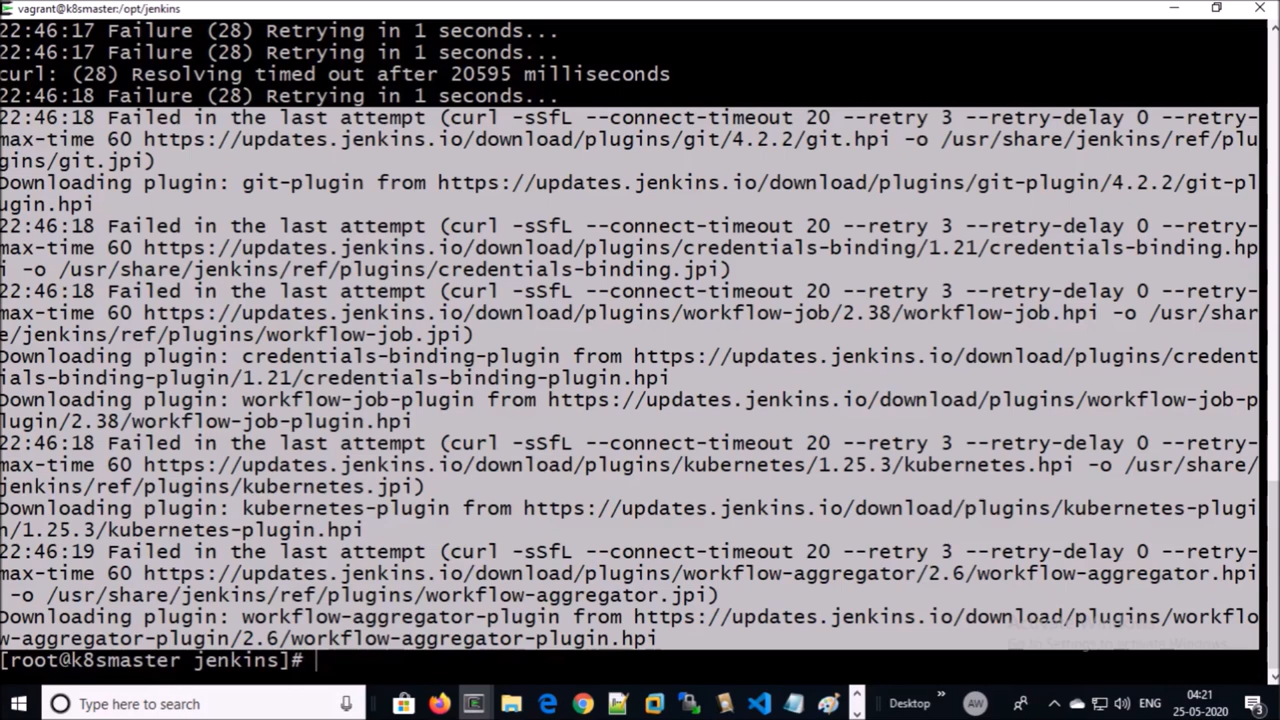 vagrant@k8smaster:/opt/jenkins
22:46:17 Failure (28) Retrying in 1 seconds...
22:46:17 Failure (28) Retrying in 1 seconds...
curl: (28) Resolving timed out after 20595 milliseconds
22:46:18 Failure (28) Retrying in 1 seconds...
22:46:18 Failed in the last attempt (curl -sSfL --connect-timeout 20 --retry 3 --retry-delay 0 --retry-
max-time 60 https://updates.jenkins.io/download/plugins/git/4.2.2/git.hpi -o /usr/share/jenkins/ref/plu
gins/git.jpi)
Downloading plugin: git-plugin from https://updates.jenkins.io/download/plugins/git-plugin/4.2.2/git-pl
ugin.hpi
22:46:18 Failed in the last attempt (curl -sSfL --connect-timeout 20 --retry 3 --retry-delay 0 --retry-
max-time 60 https://updates.jenkins.io/download/plugins/credentials-binding/1.21/credentials-binding.hp
i -o /usr/share/jenkins/ref/plugins/credentials-binding.jpi)
22:46:18 Failed in the last attempt (curl -sSfL --connect-timeout 20 --retry 3 --retry-delay 0 --retry-
max-time 60 https://updates.jenkins.io/download/plugins/workflow-job/2.38/workflow-job.hpi -o /usr/shar
e/jenkins/ref/plugins/workflow-job.jpi)
Downloading plugin: credentials-binding-plugin from https://updates.jenkins.io/download/plugins/credent
ials-binding-plugin/1.21/credentials-binding-plugin.hpi
Downloading plugin: workflow-job-plugin from https://updates.jenkins.io/download/plugins/workflow-job-p
lugin/2.38/workflow-job-plugin.hpi
22:46:18 Failed in the last attempt (curl -sSfL --connect-timeout 20 --retry 3 --retry-delay 0 --retry-
max-time 60 https://updates.jenkins.io/download/plugins/kubernetes/1.25.3/kubernetes.hpi -o /usr/share/
jenkins/ref/plugins/kubernetes.jpi)
Downloading plugin: kubernetes-plugin from https://updates.jenkins.io/download/plugins/kubernetes-plugi
n/1.25.3/kubernetes-plugin.hpi
22:46:19 Failed in the last attempt (curl -sSfL --connect-timeout 20 --retry 3 --retry-delay 0 --retry-
max-time 60 https://updates.jenkins.io/download/plugins/workflow-aggregator/2.6/workflow-aggregator.hpi
-o /usr/share/jenkins/ref/plugins/workflow-aggregator.jpi)
Downloading plugin: workflow-aggregator-plugin from https://updates.jenkins.io/download/plugins/workflo
w-aggregator-plugin/2.6/workflow-aggregator-plugin.hpi
Go to Settings to activate Windows.
[root@k8smaster jenkins]#
Type here to search
Desktop
AW
ENG
04:21
25-05-2020
3